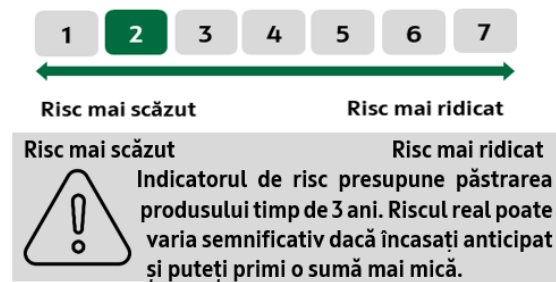 1 2 3 4 5 6 7
Risc mai scăzut Risc mai ridicat
Risc mai scăzut Risc mai ridicat
Indicatorul de risc presupune păstrarea
produsului timp de 3 ani. Riscul real poate
varia semnificativ dacă încasați anticipat
și puteți primi o sumă mai mică.